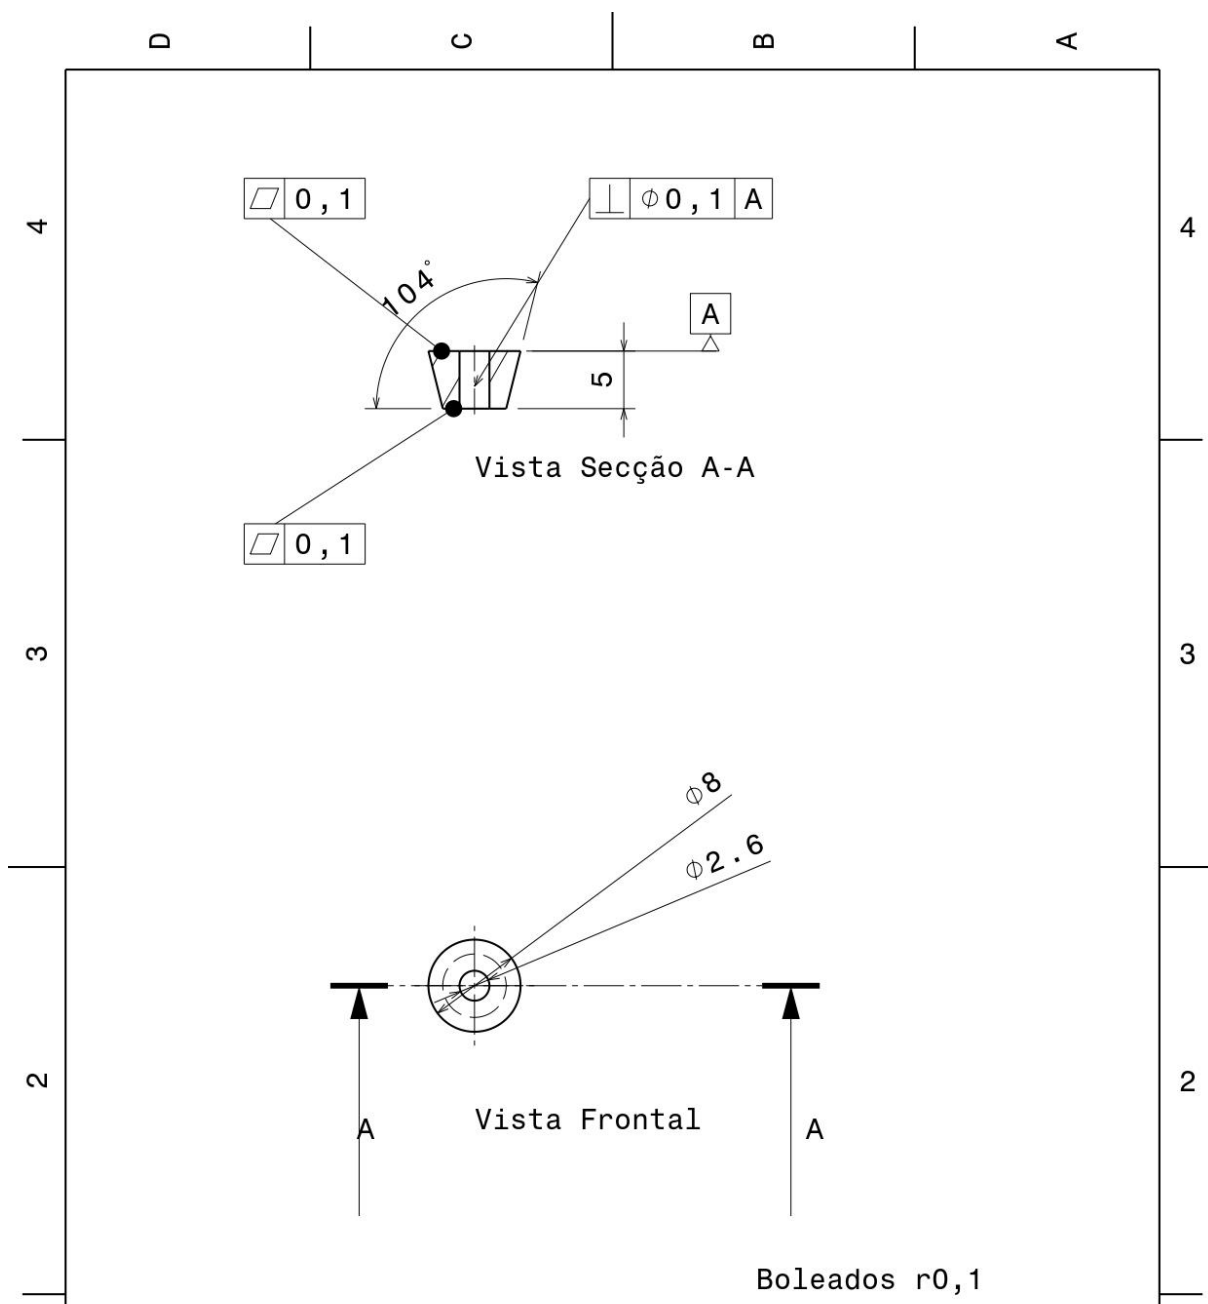 D C B A
4 4
0,1
⌀0,1 A
104°
A
5
Vista Secção A-A
0,1
3 3
⌀8
⌀2.6
2 2
A A
Vista Frontal
Boleados r0,1